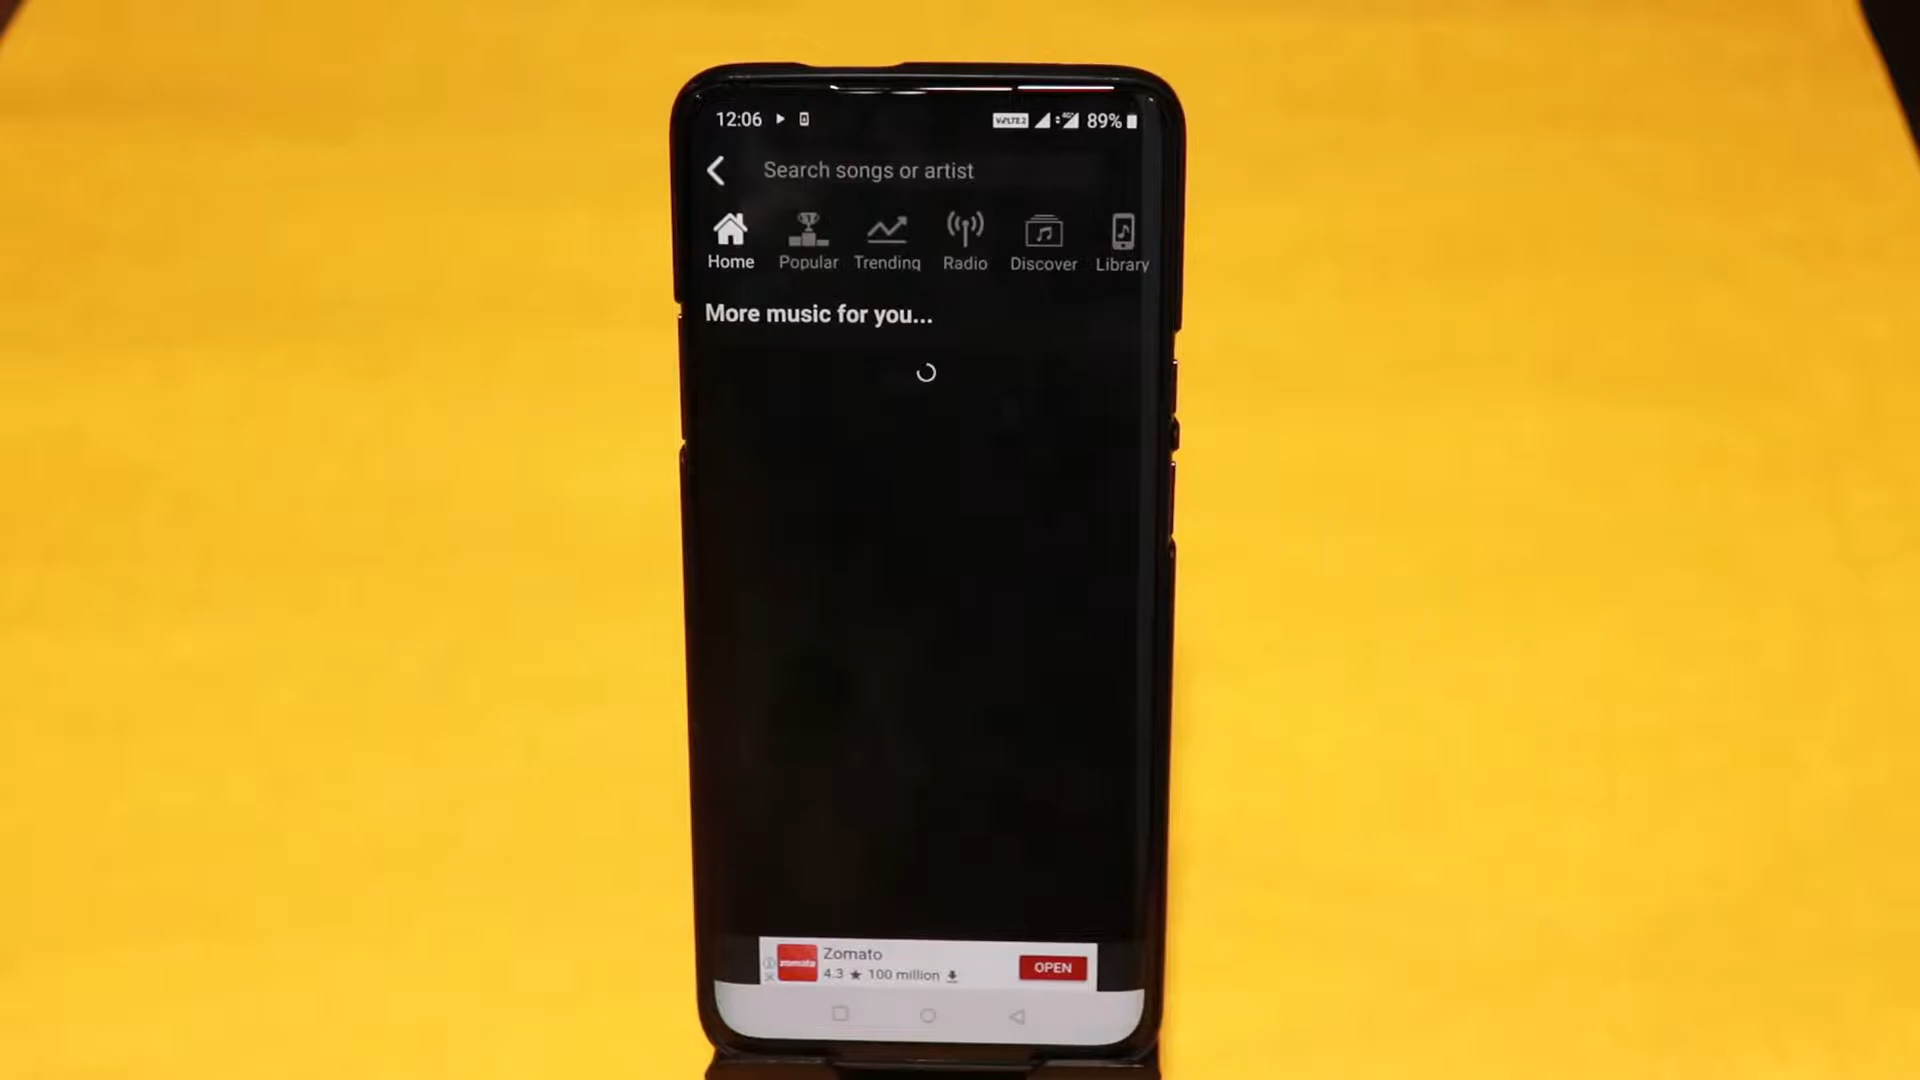 12:06 89%
Search songs or artist
Home Popular Trending Radio Discover Library
More music for you...
Zomato
zomato
4.3 ★ 100 million
OPEN